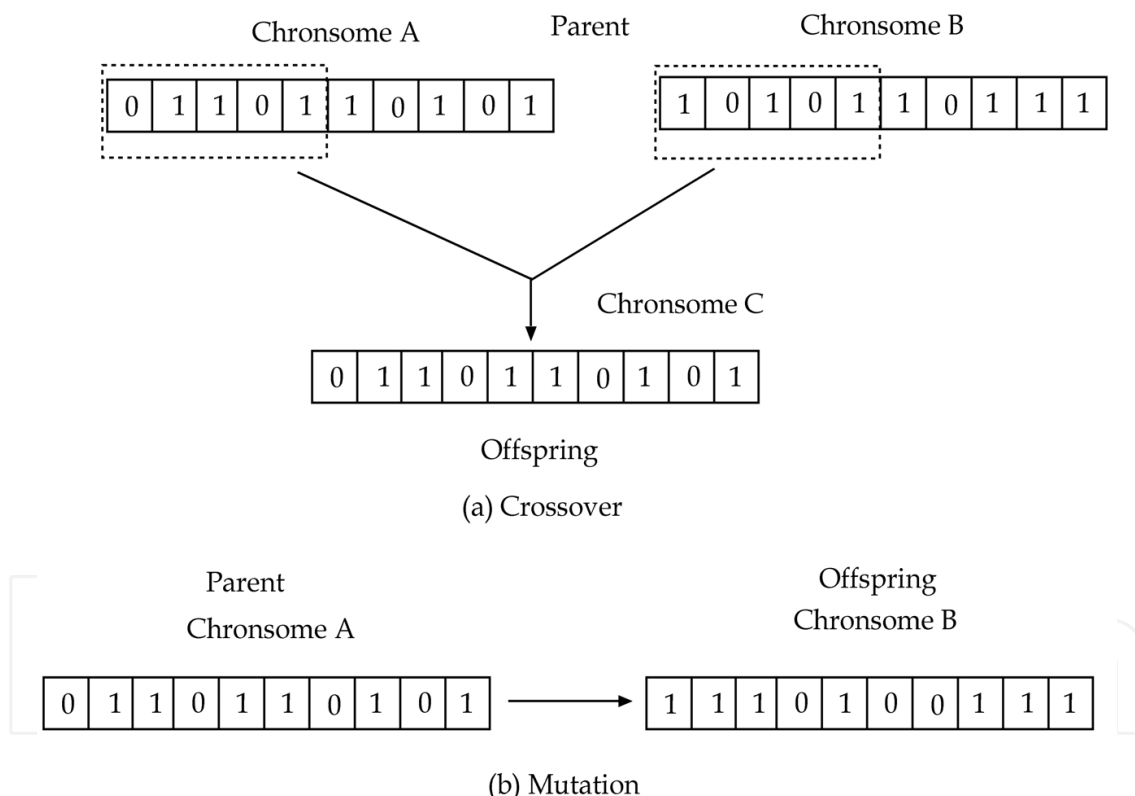 Chronsome A Parent Chronsome B
0 1 1 0 1 1 0 1 0 1
1 0 1 0 1 1 0 1 1 1
Chronsome C
0 1 1 0 1 1 0 1 0 1
Offspring
(a) Crossover
Parent
Chronsome A
Offspring
Chronsome B
0 1 1 0 1 1 0 1 0 1
1 1 1 0 1 0 0 1 1 1
(b) Mutation